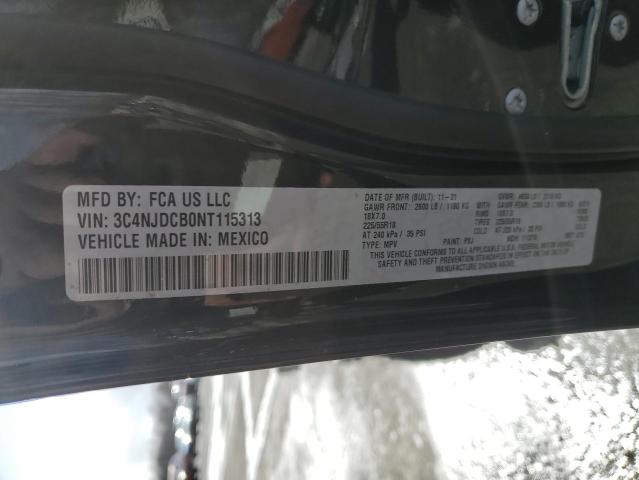 MFD BY: FCA US LLC
VIN: 3C4NJDCB0NT115313
VEHICLE MADE IN: MEXICO
DATE OF MFR (BUILT): 11-21
GAWR FRONT: 2600 LB / 1180 KG
18X7.0
225/55R18
AT 240 kPa / 35 PSI
TYPE: MPV PAINT: PXJ
THIS VEHICLE CONFORMS TO ALL APPLICABLE U.S.A. FEDERAL MOTOR VEHICLE
SAFETY AND THEFT PREVENTION STANDARDS IN EFFECT ON THE DATE OF
MANUFACTURE SHOWN ABOVE.